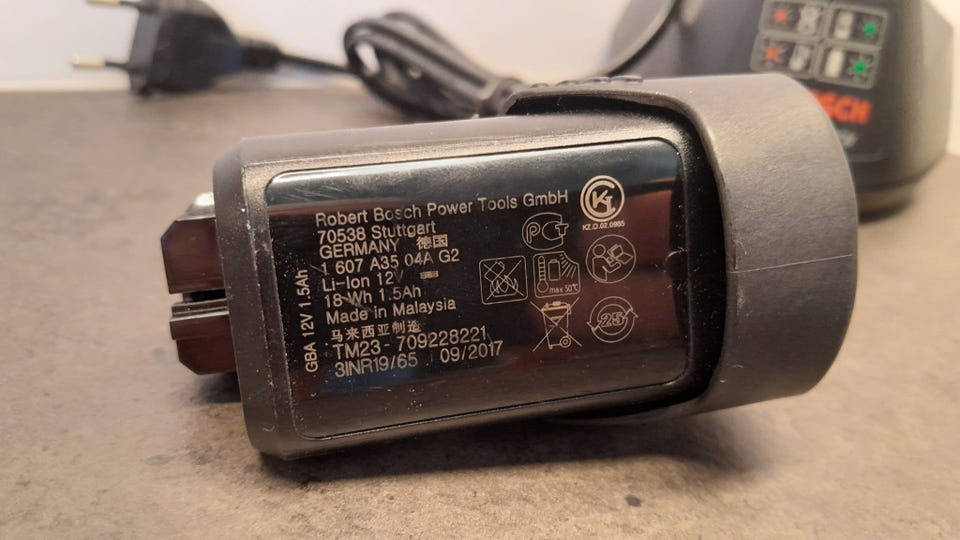 Robert Bosch Power Tools GmbH
70538 Stuttgart
GERMANY 德国
1 607 A35 04A G2
Li-Ion 12V
18 Wh 1.5Ah
Made in Malaysia
马来西亚制造
TM23 - 709228221
3INR19/65 09/2017
GBA 12V 1.5Ah
PCT
max 50°C
KZ.O.02.0985
25
BOSCH